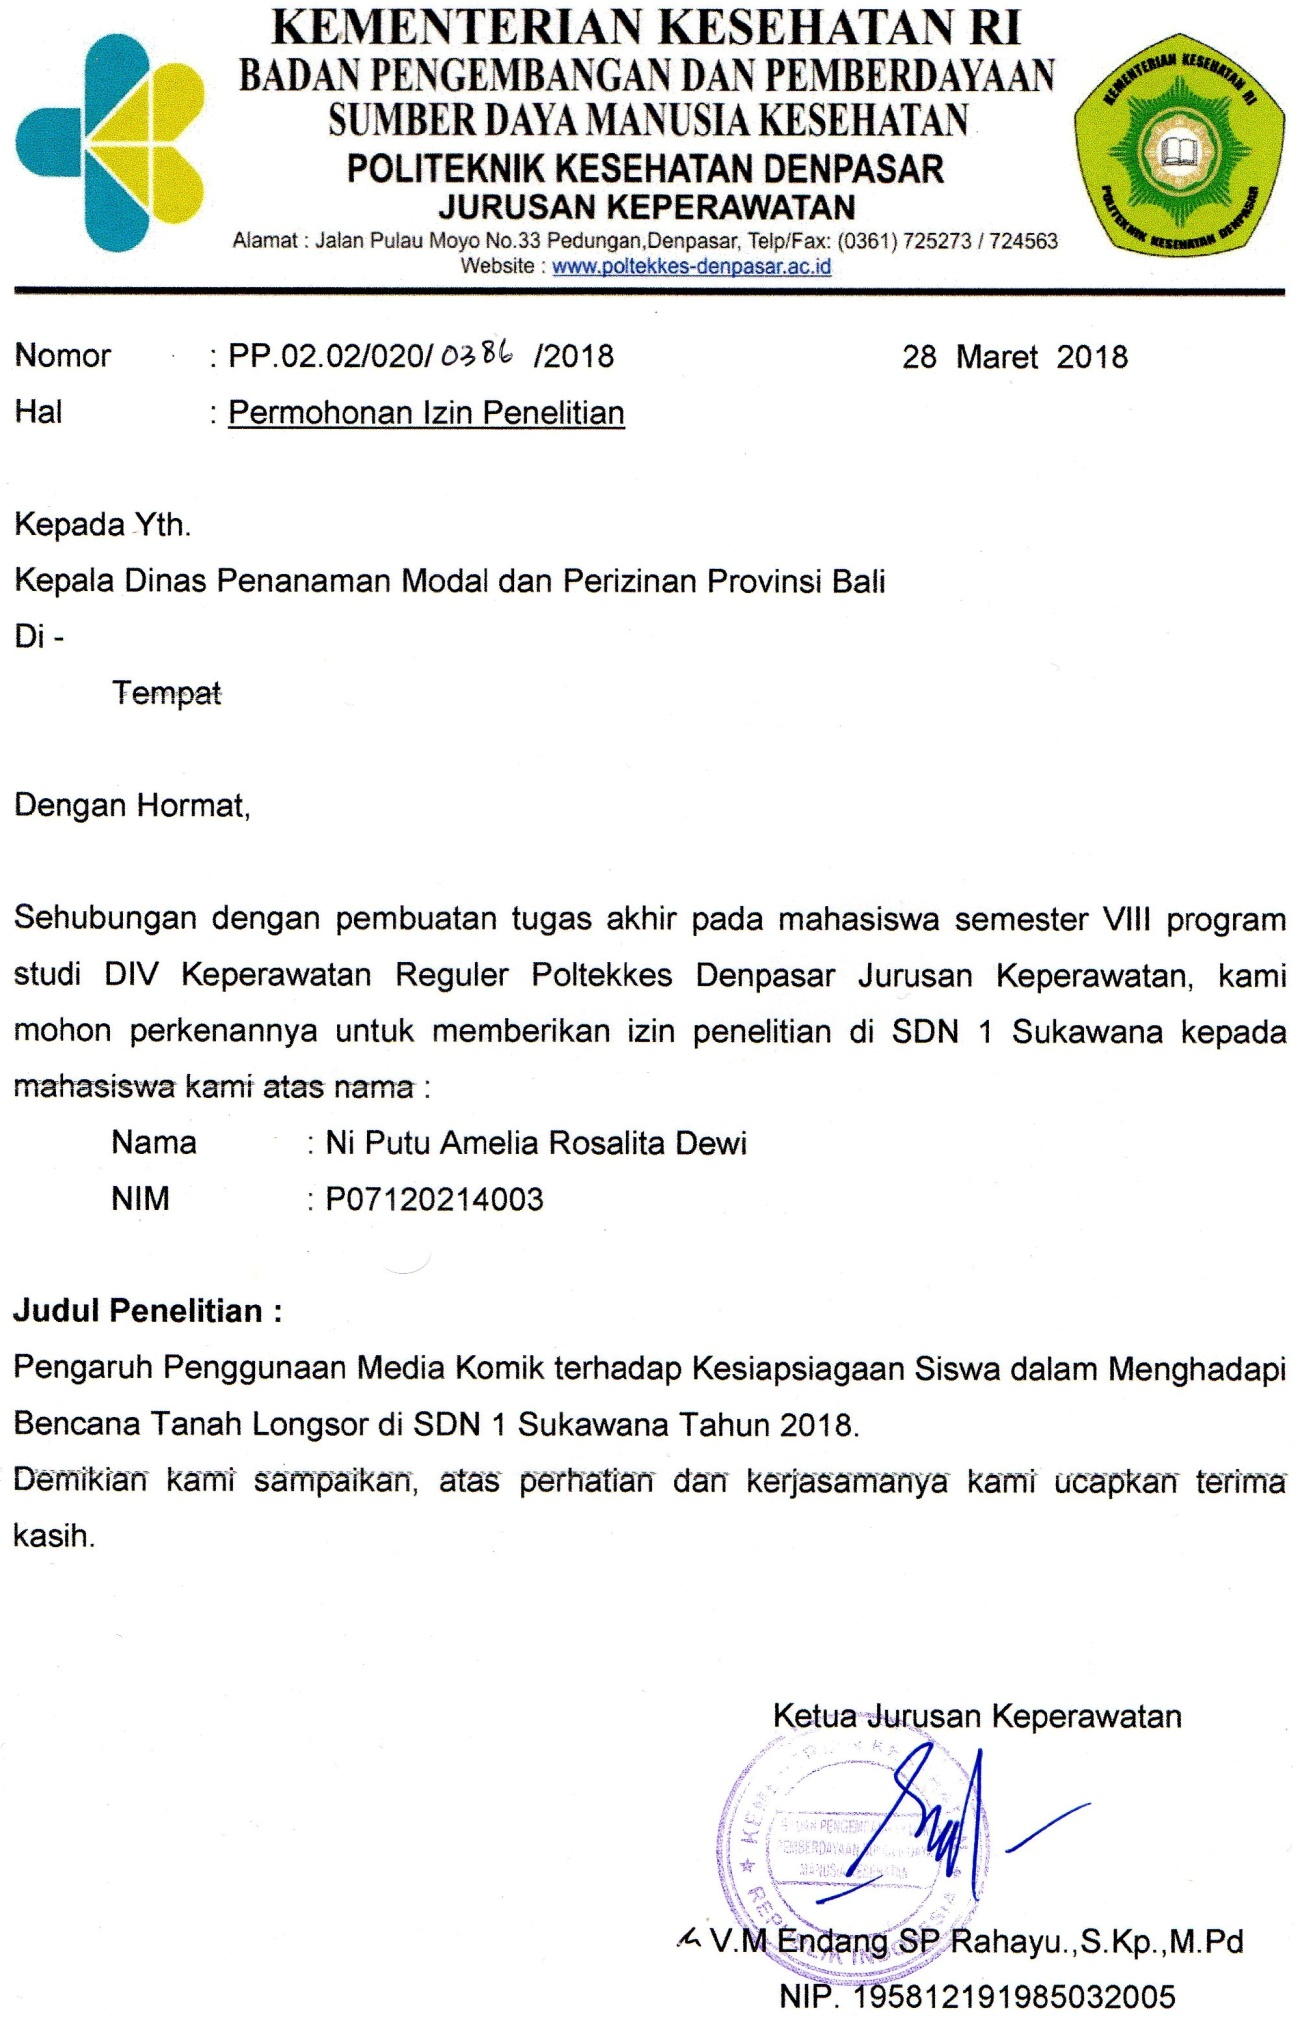 KEMENTERIAN KESEHATAN RI
BADAN PENGEMBANGAN DAN PEMBERDAYAAN
SUMBER DAYA MANUSIA KESEHATAN
POLITEKNIK KESEHATAN DENPASAR
JURUSAN KEPERAWATAN
Alamat : Jalan Pulau Moyo No.33 Pedungan,Denpasar, Telp/Fax: (0361) 725273 / 724563
Website : www.poltekkes-denpasar.ac.id
KEMENTERIAN KESEHATAN RI
POLITEKNIK KESEHATAN DENPASAR
Nomor : PP.02.02/020/ 0386 /2018 28 Maret 2018
Hal : Permohonan Izin Penelitian
Kepada Yth.
Kepala Dinas Penanaman Modal dan Perizinan Provinsi Bali
Di -
Tempat
Dengan Hormat,
Sehubungan dengan pembuatan tugas akhir pada mahasiswa semester VIII program
studi DIV Keperawatan Reguler Poltekkes Denpasar Jurusan Keperawatan, kami
mohon perkenannya untuk memberikan izin penelitian di SDN 1 Sukawana kepada
mahasiswa kami atas nama :
Nama : Ni Putu Amelia Rosalita Dewi
NIM : P07120214003
Judul Penelitian :
Pengaruh Penggunaan Media Komik terhadap Kesiapsiagaan Siswa dalam Menghadapi
Bencana Tanah Longsor di SDN 1 Sukawana Tahun 2018.
Demikian kami sampaikan, atas perhatian dan kerjasamanya kami ucapkan terima
kasih.
Ketua Jurusan Keperawatan
REPUBLIK INDONESIA
V.M Endang SP Rahayu.,S.Kp.,M.Pd
NIP. 195812191985032005